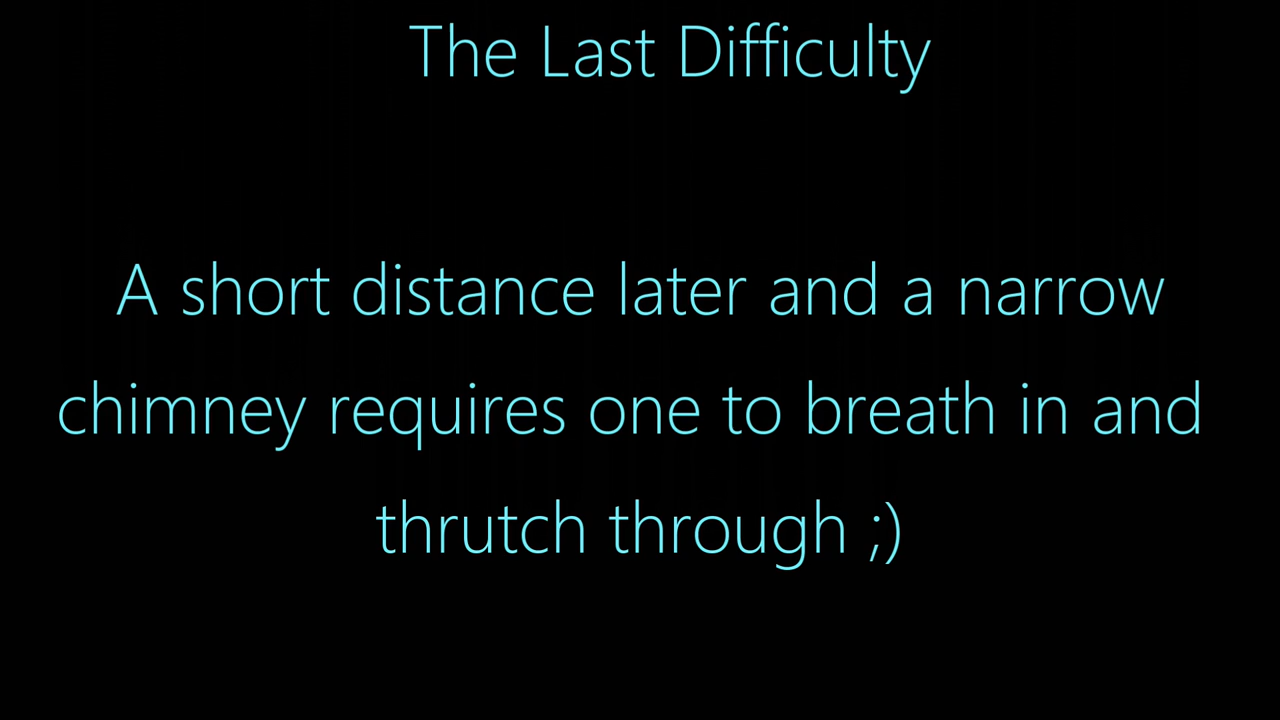 The Last Difficulty
A short distance later and a narrow
chimney requires one to breath in and
thrutch through ;)